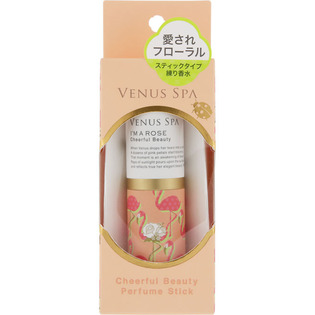 愛され
フローラル
スティックタイプ
練り香水
VENUS SPA
VENUS SPA
I'M A ROSE
Cheerful Beauty
Cheerful Beauty
Perfume Stick